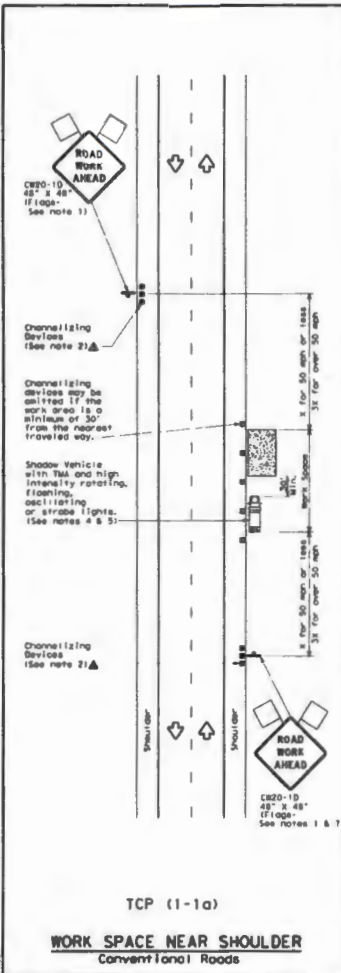 ROAD
WORK
AHEAD
CW20-1D
48" X 48"
(Flags-
See note 1)
Channelizing
Devices
(See note 2)▲
Channelizing
devices may be
omitted if the
work area is a
minimum of 30'
from the nearest
traveled way.
Shadow Vehicle
with TMA and high
intensity rotating,
flashing,
oscillating
or strobe lights.
(See notes 4 & 5)
X for 50 mph or less
3X for over 50 mph
30'
Min.
Work Space
X for 50 mph or less
3X for over 50 mph
Channelizing
Devices
(See note 2)▲
Shoulder
Shoulder
ROAD
WORK
AHEAD
CW20-1D
48" X 48"
(Flags-
See notes 1 & 7)
TCP (1-1a)
WORK SPACE NEAR SHOULDER
Conventional Roads